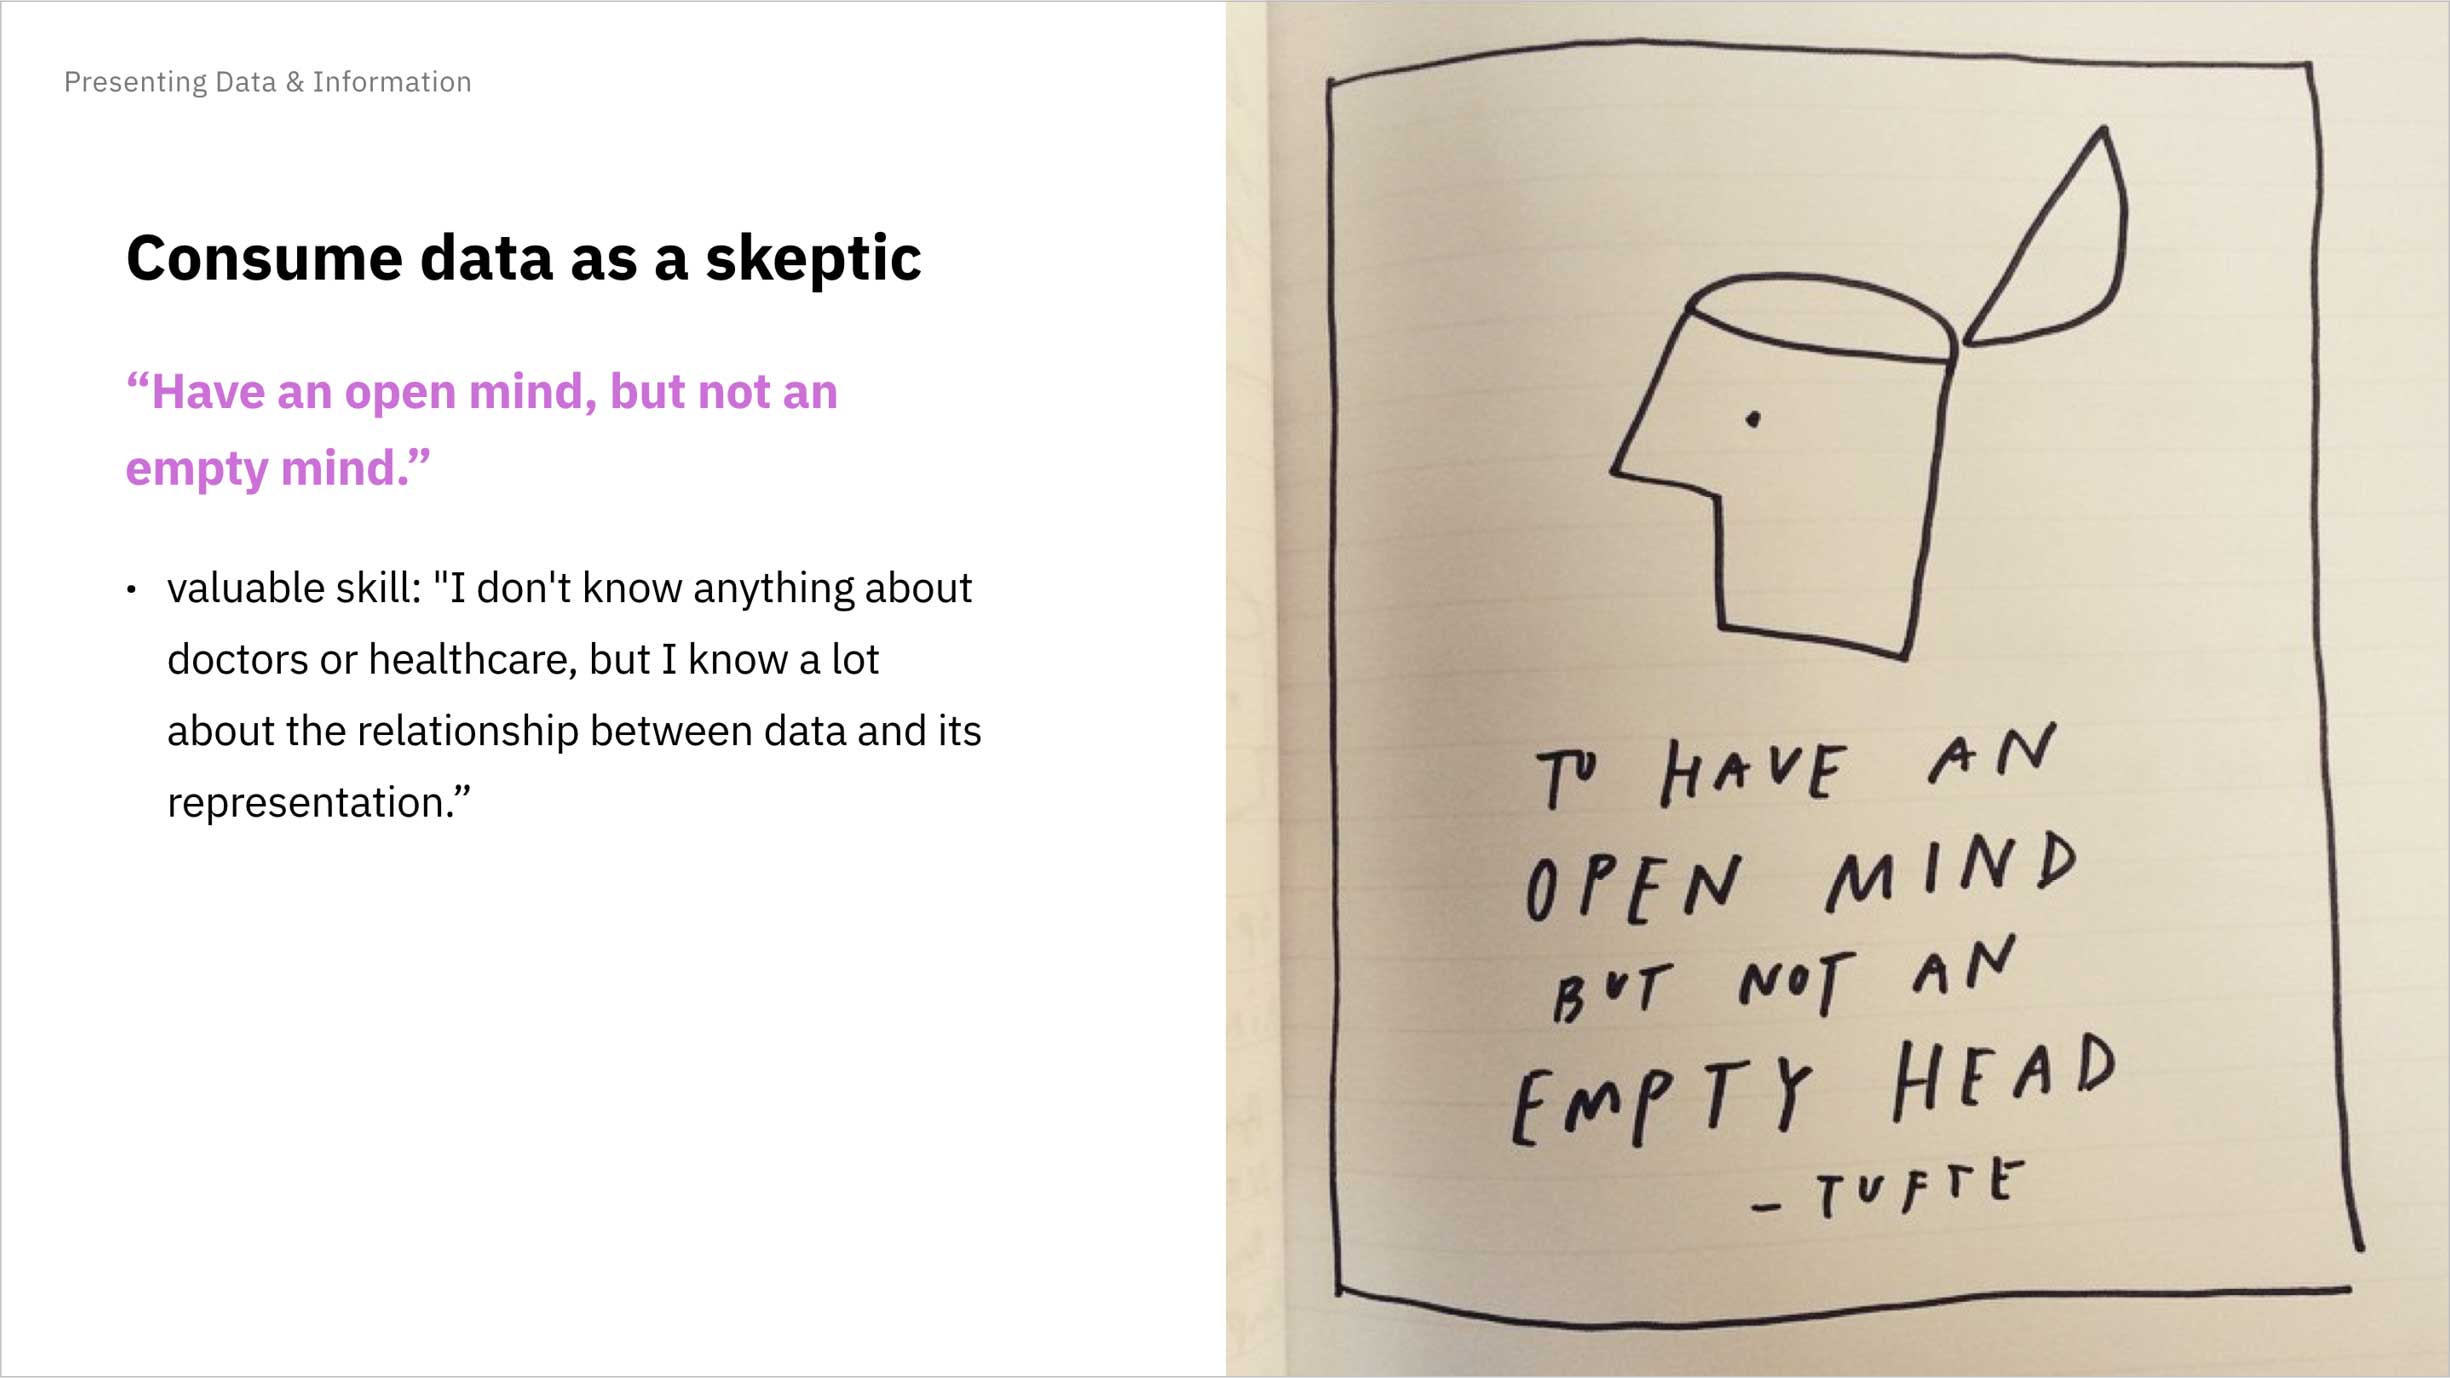 Presenting Data & Information
Consume data as a skeptic
“Have an open mind, but not an
empty mind.”
• valuable skill: "I don't know anything about
doctors or healthcare, but I know a lot
about the relationship between data and its
representation.”
TO HAVE AN
OPEN MIND
BUT NOT AN
EMPTY HEAD
– TUFTE